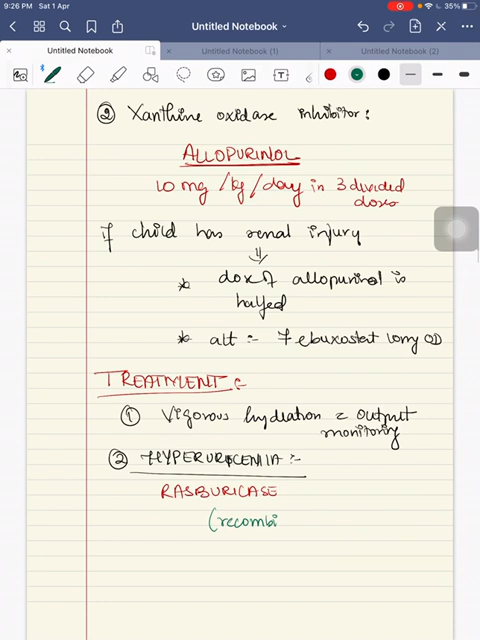 9:26 PM Sat 1 Apr
35%
Untitled Notebook
Untitled Notebook
Untitled Notebook (1)
Untitled Notebook (2)
② Xanthine oxidase inhibitor :
ALLOPURINOL
10 mg / kg / day in 3 divided
doses
if child has renal injury
* dose of allopurinol is
halfed
* alt :- Febuxostat 10mg OD
TREATMENT :-
① Vigorous hydration = output
monitoring
② HYPERURICEMIA :-
RASBURICASE
(recombi